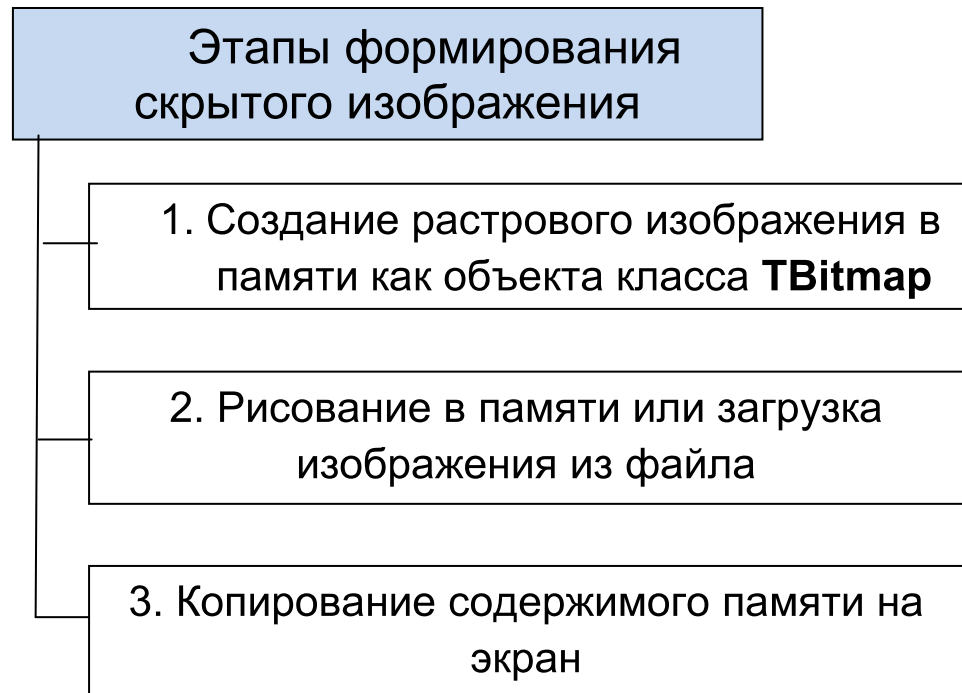 Этапы формирования
скрытого изображения
1. Создание растрового изображения в
памяти как объекта класса TBitmap
2. Рисование в памяти или загрузка
изображения из файла
3. Копирование содержимого памяти на
экран